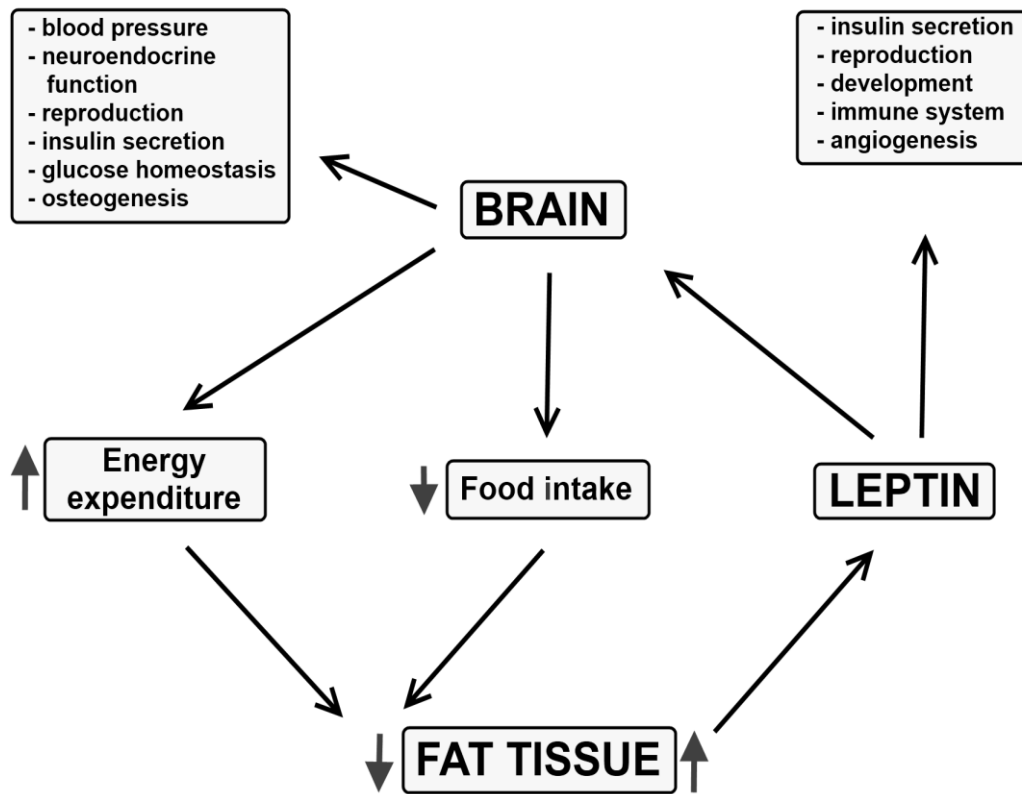 - blood pressure
- neuroendocrine
function
- reproduction
- insulin secretion
- glucose homeostasis
- osteogenesis
- insulin secretion
- reproduction
- development
- immune system
- angiogenesis
BRAIN
Energy
expenditure
Food intake
LEPTIN
FAT TISSUE